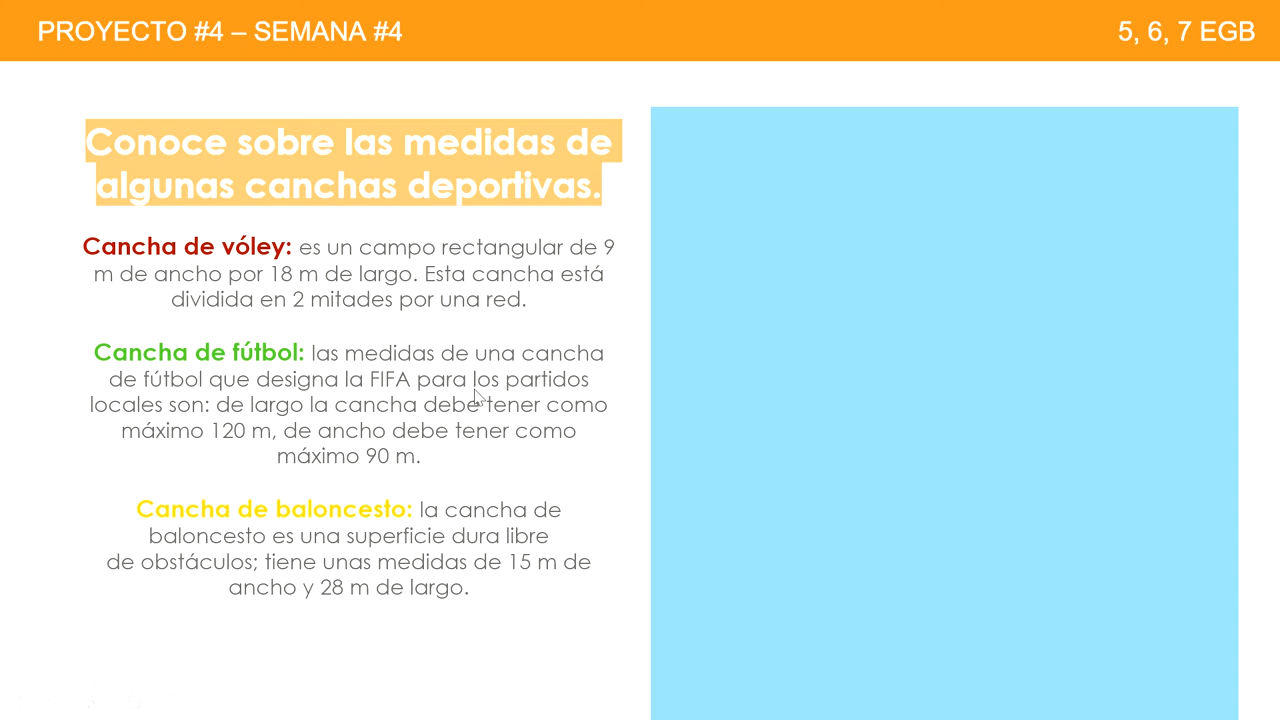 PROYECTO #4 – SEMANA #4
5, 6, 7 EGB
Conoce sobre las medidas de
algunas canchas deportivas.
Cancha de vóley: es un campo rectangular de 9
m de ancho por 18 m de largo. Esta cancha está
dividida en 2 mitades por una red.
Cancha de fútbol: las medidas de una cancha
de fútbol que designa la FIFA para los partidos
locales son: de largo la cancha debe tener como
máximo 120 m, de ancho debe tener como
máximo 90 m.
Cancha de baloncesto: la cancha de
baloncesto es una superficie dura libre
de obstáculos; tiene unas medidas de 15 m de
ancho y 28 m de largo.